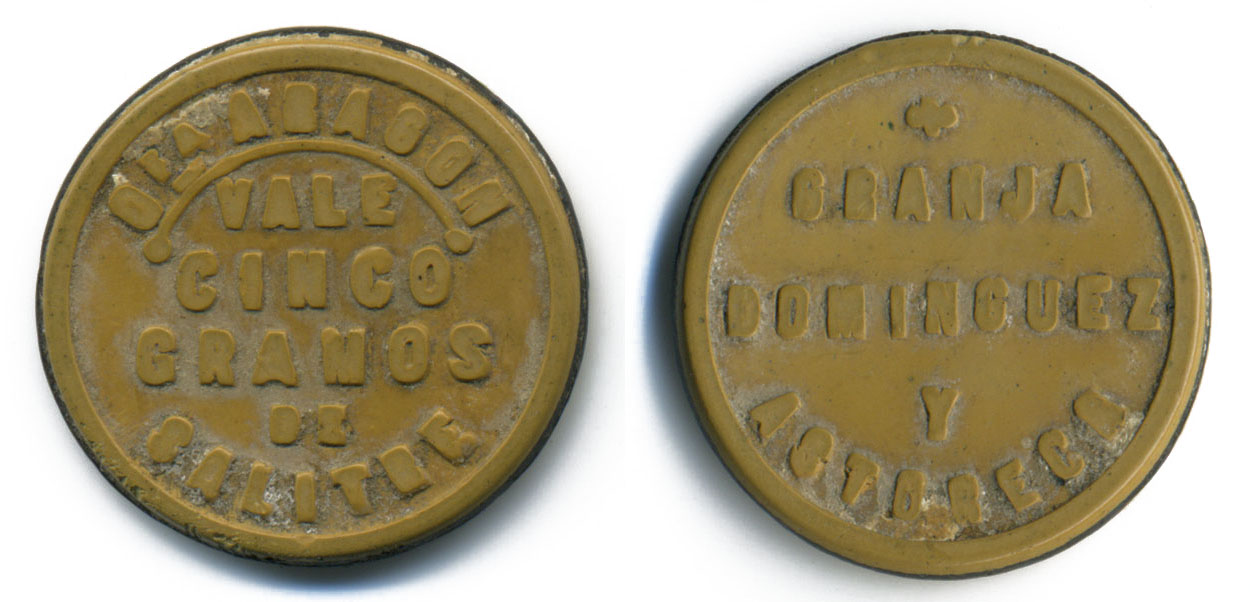 OFA ARAGON
VALE
CINCO
GRAMOS
DE
SALITRE
GRANJA
DOMINGUEZ
Y
ASTORECA